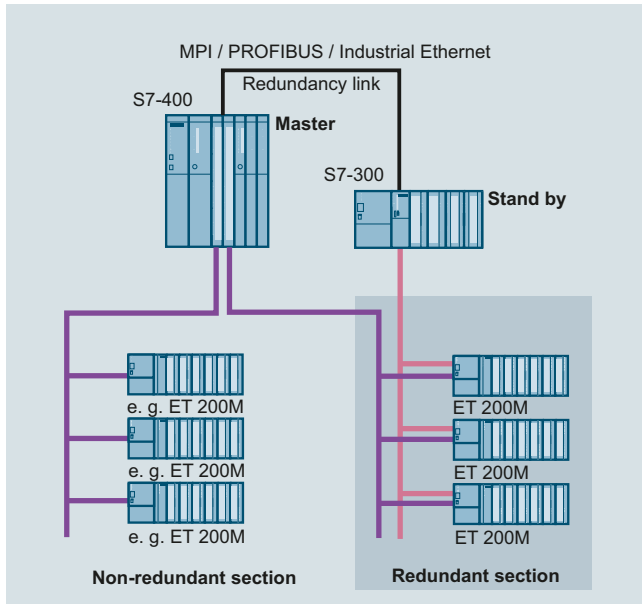 MPI / PROFIBUS / Industrial Ethernet
Redundancy link
S7-400
Master
S7-300
Stand by
e. g. ET 200M
ET 200M
e. g. ET 200M
ET 200M
e. g. ET 200M
ET 200M
Non-redundant section
Redundant section